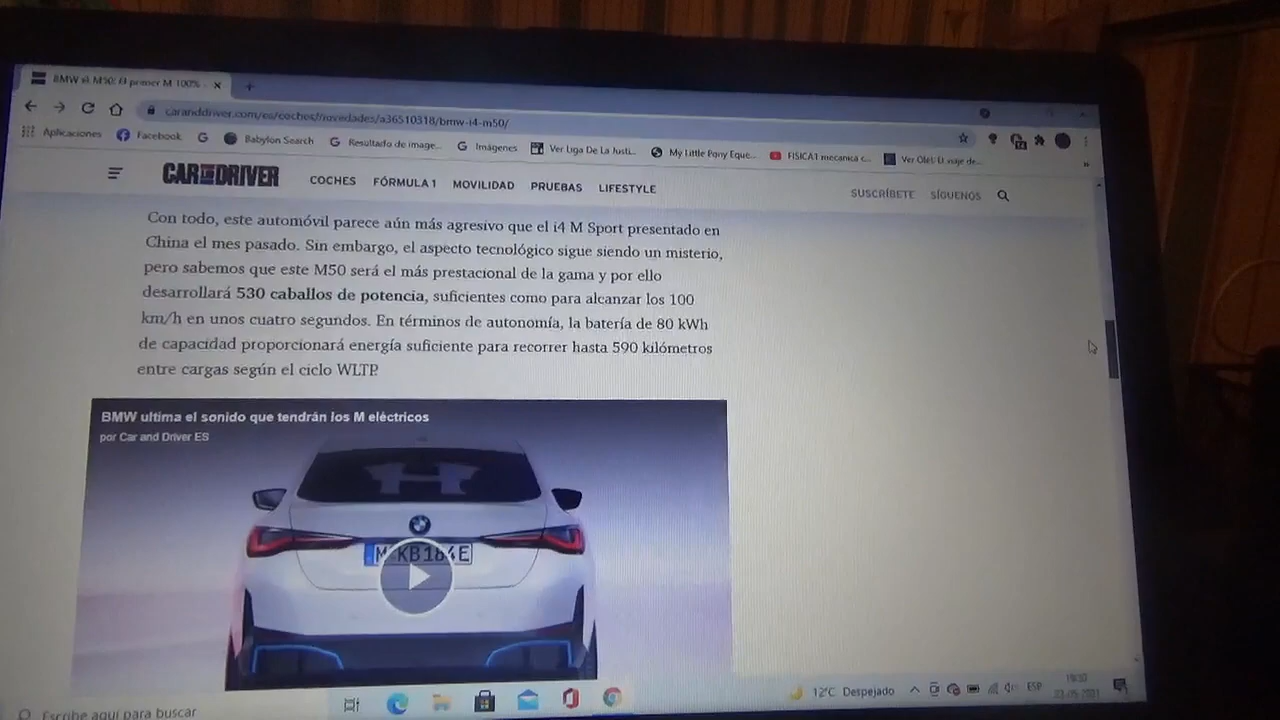 BMW i4 M50: El primer M 100%
caranddriver.com/es/coches/novedades/a36510318/bmw-i4-m50/
Aplicaciones Facebook Babylon Search Resultado de image... Imágenes Ver Liga De La Justi... My Little Pony Eque... FISICA1 mecanica c...
CAR AND DRIVER COCHES FÓRMULA 1 MOVILIDAD PRUEBAS LIFESTYLE SUSCRÍBETE SÍGUENOS
Con todo, este automóvil parece aún más agresivo que el i4 M Sport presentado en
China el mes pasado. Sin embargo, el aspecto tecnológico sigue siendo un misterio,
pero sabemos que este M50 será el más prestacional de la gama y por ello
desarrollará 530 caballos de potencia, suficientes como para alcanzar los 100
km/h en unos cuatro segundos. En términos de autonomía, la batería de 80 kWh
de capacidad proporcionará energía suficiente para recorrer hasta 590 kilómetros
entre cargas según el ciclo WLTP.
BMW ultima el sonido que tendrán los M eléctricos
por Car and Driver ES
M KB184E
Escribe aquí para buscar 12°C Despejado ESP